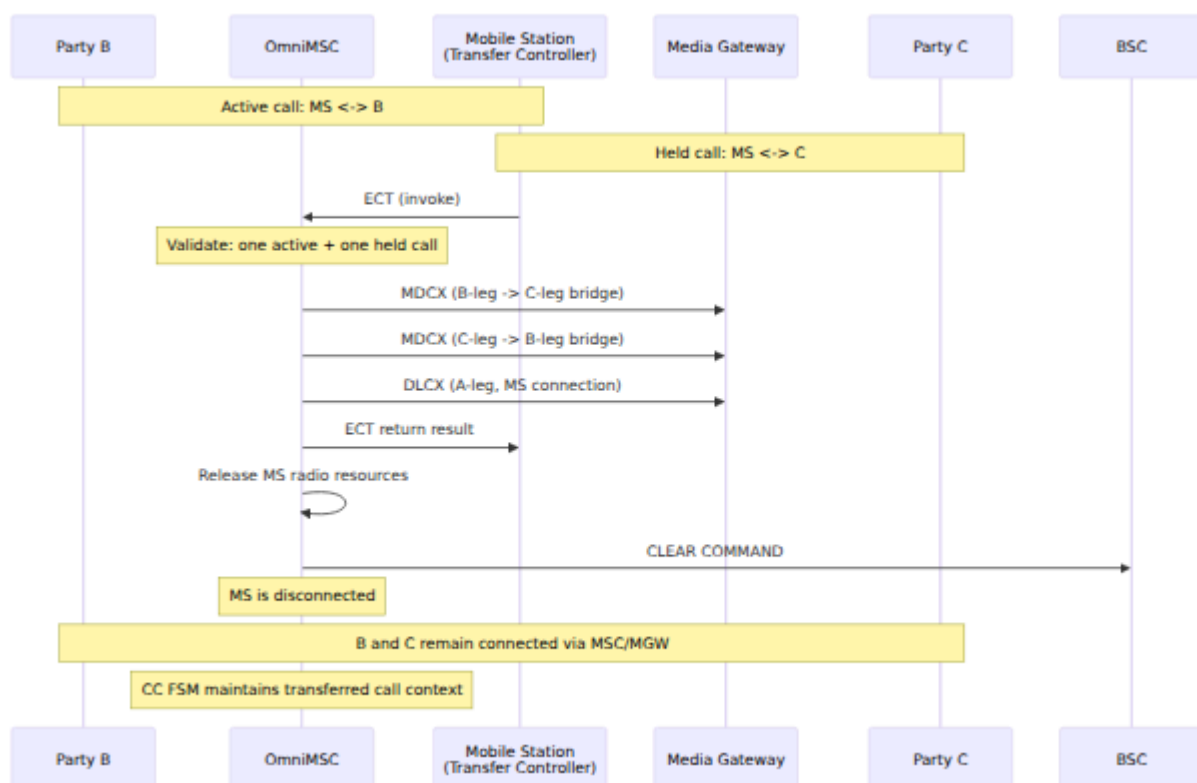 Party B
OmniMSC
Mobile Station
(Transfer Controller)
Media Gateway
Party C
BSC
Active call: MS <-> B
Held call: MS <-> C
ECT (invoke)
Validate: one active + one held call
MDCX (B-leg -> C-leg bridge)
MDCX (C-leg -> B-leg bridge)
DLCX (A-leg, MS connection)
ECT return result
Release MS radio resources
CLEAR COMMAND
MS is disconnected
B and C remain connected via MSC/MGW
CC FSM maintains transferred call context
Party B
OmniMSC
Mobile Station
(Transfer Controller)
Media Gateway
Party C
BSC